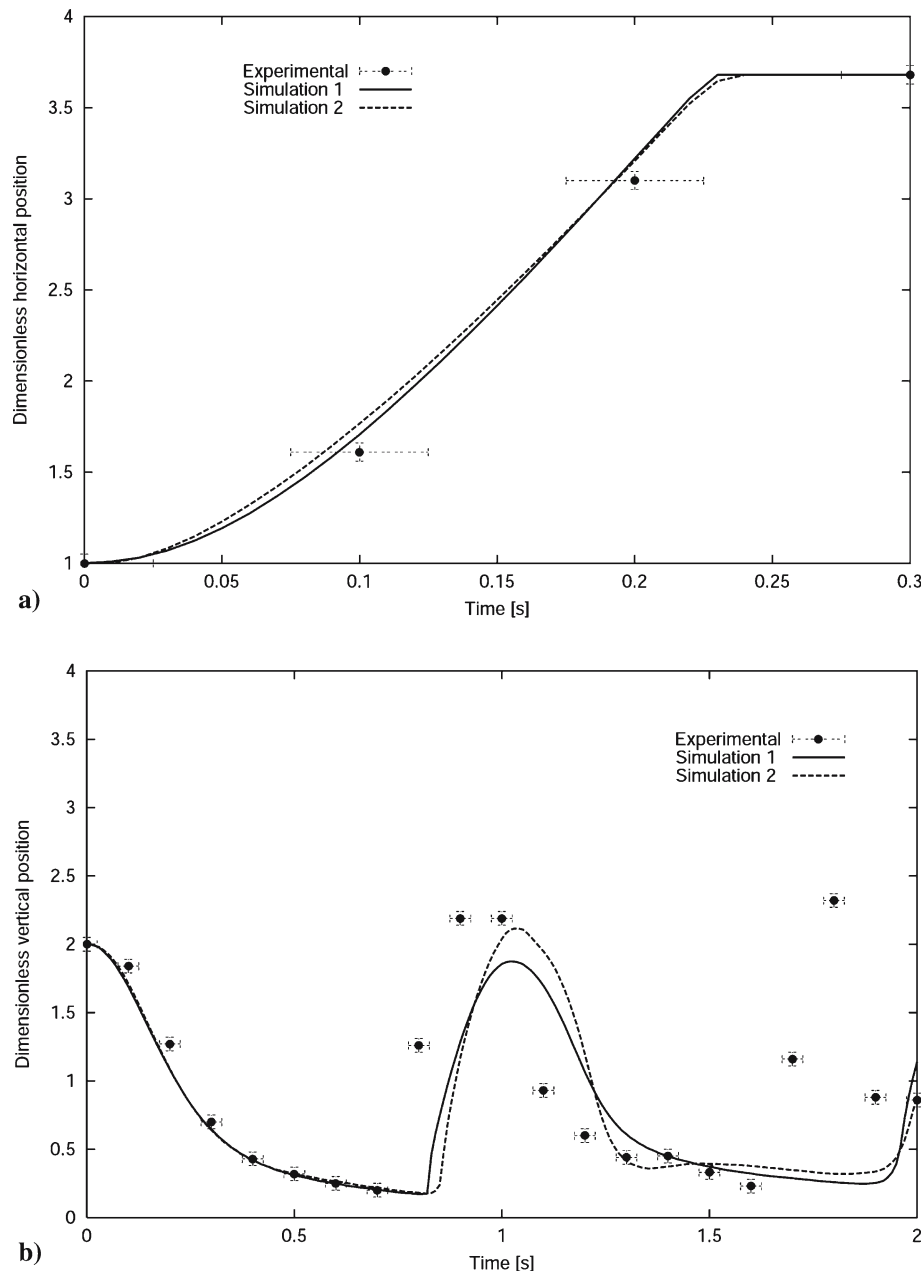 4
3.5
3
2.5
2
1.5
1
Dimensionless horizontal position
Experimental
Simulation 1
Simulation 2
0
0.05
0.1
0.15
0.2
0.25
0.3
Time [s]
a)
4
3.5
3
2.5
2
1.5
1
0.5
0
Dimensionless vertical position
Experimental
Simulation 1
Simulation 2
0
0.5
1
1.5
2
Time [s]
b)